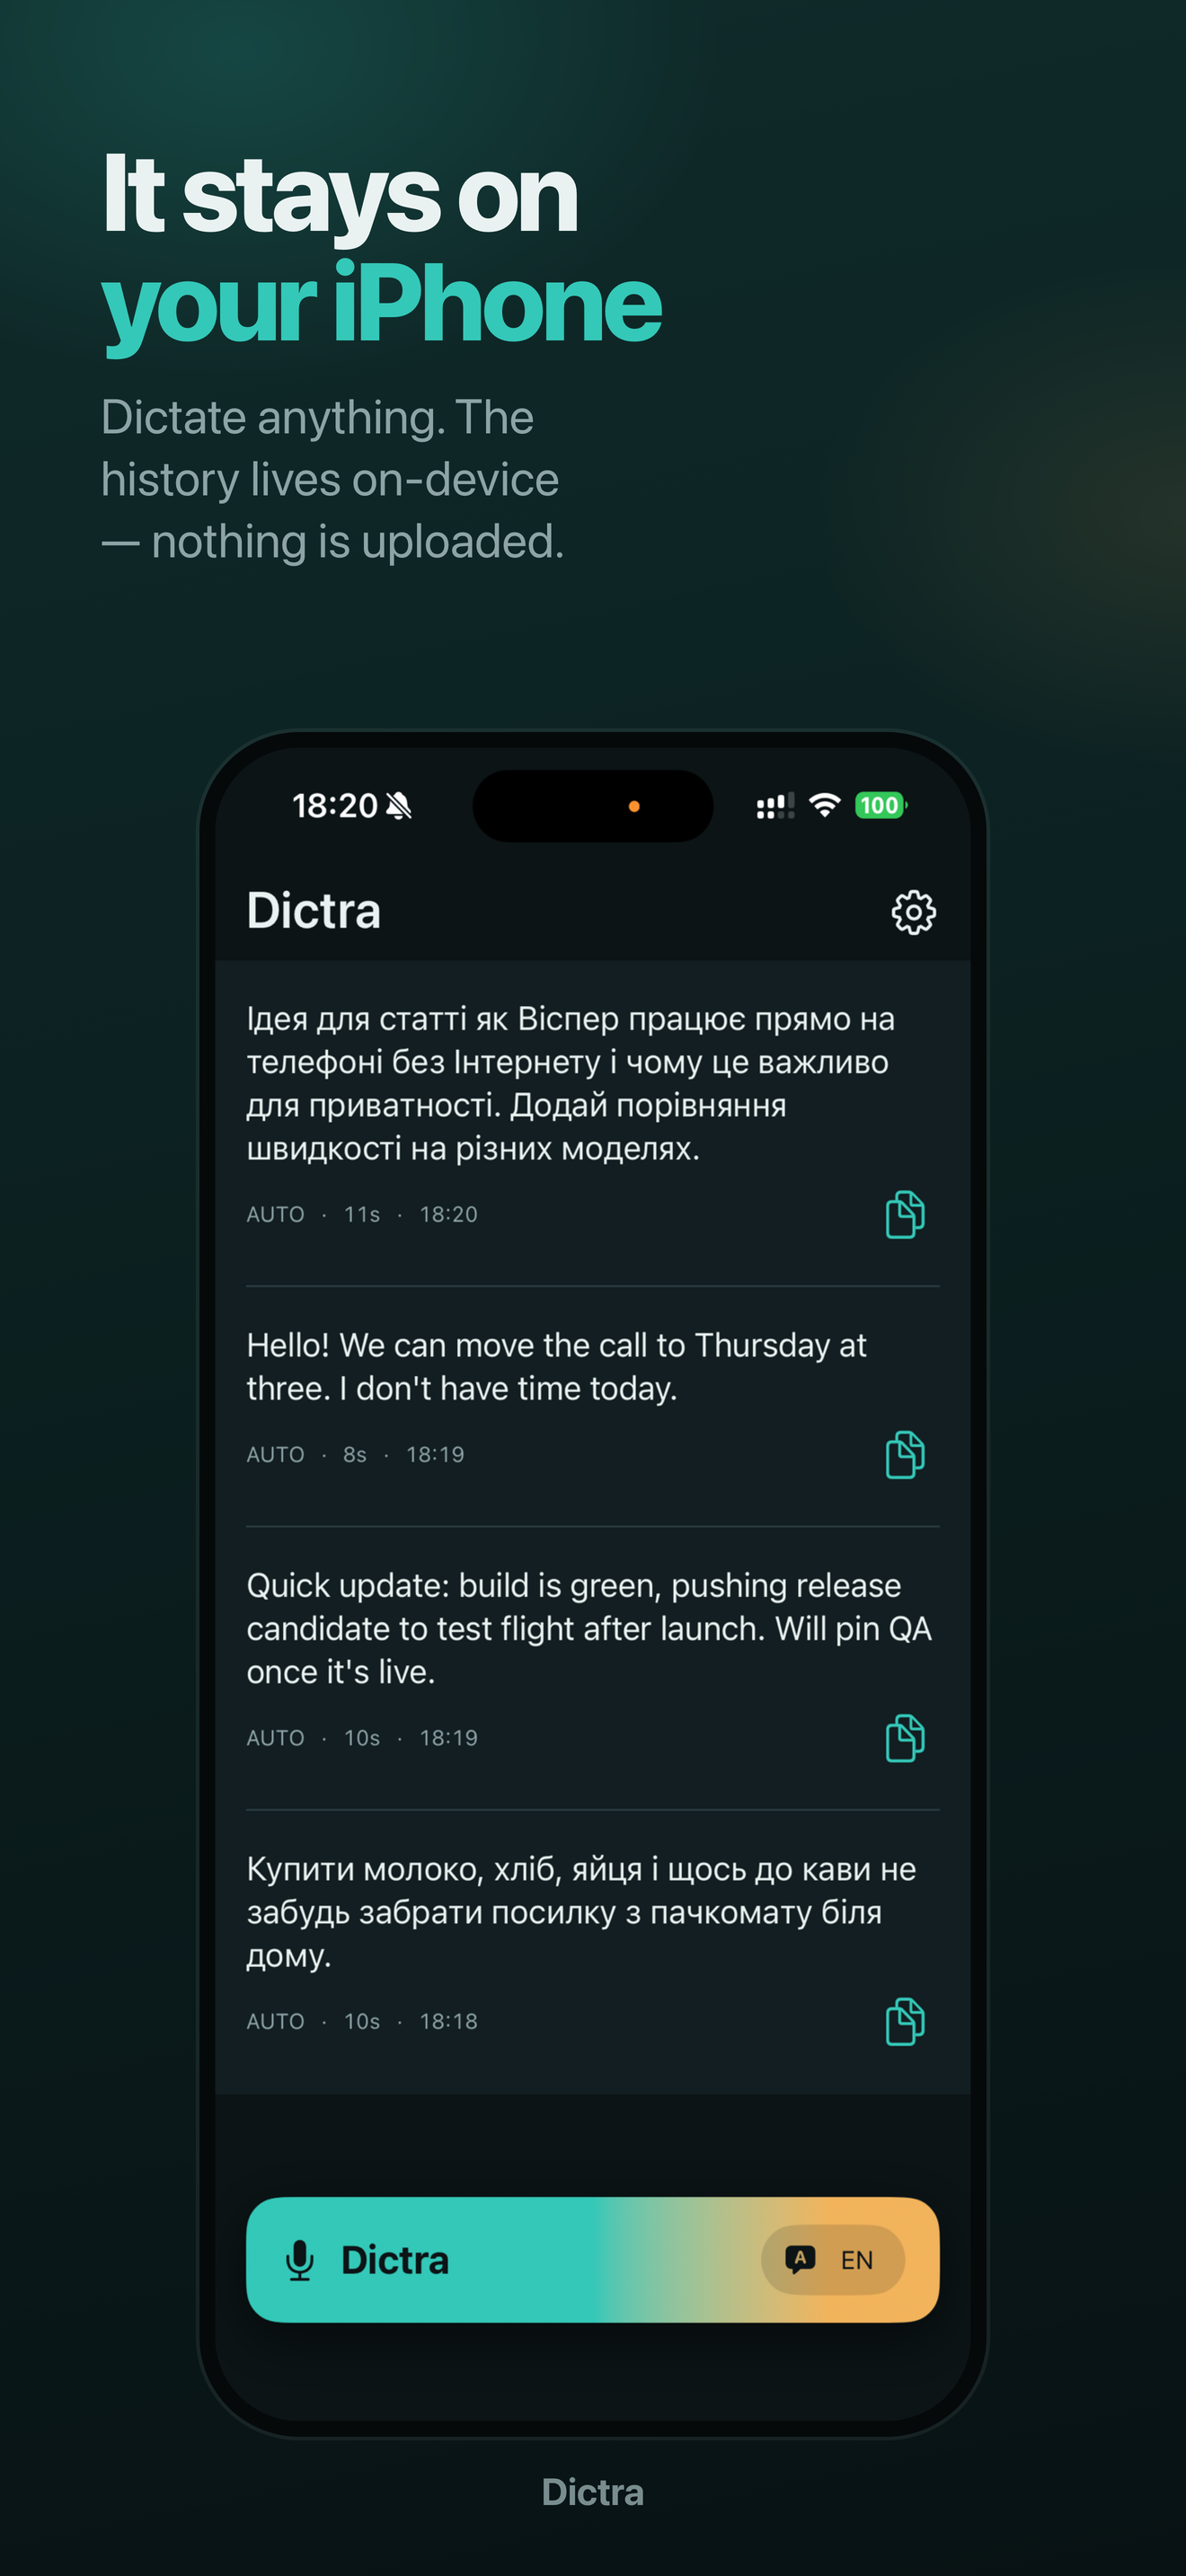 It stays on
your iPhone
Dictate anything. The
history lives on-device
— nothing is uploaded.
18:20
100
Dictra
Ідея для статті як Віспер працює прямо на
телефоні без Інтернету і чому це важливо
для приватності. Додай порівняння
швидкості на різних моделях.
AUTO · 11s · 18:20
Hello! We can move the call to Thursday at
three. I don't have time today.
AUTO · 8s · 18:19
Quick update: build is green, pushing release
candidate to test flight after launch. Will pin QA
once it's live.
AUTO · 10s · 18:19
Купити молоко, хліб, яйця і щось до кави не
забудь забрати посилку з пачкомату біля
дому.
AUTO · 10s · 18:18
Dictra
A EN
Dictra